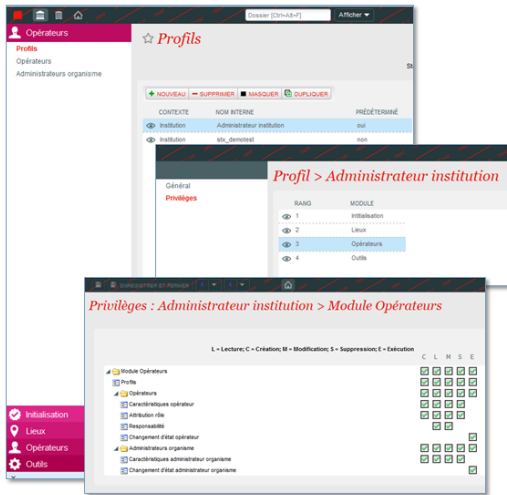 Dossier [Ctrl+Alt+F]
Afficher
Opérateurs
Profils
Opérateurs
Administrateurs organisme
Profils
St
NOUVEAU
SUPPRIMER
MASQUER
DUPLIQUER
CONTEXTE NOM INTERNE PRÉDÉTERMINÉ
Institution Administrateur institution oui
Institution stx_demotest non
Profil > Administrateur institution
Général
Privilèges
RANG MODULE
1 Initialisation
2 Lieux
3 Opérateurs
4 Outils
ENREGISTRER ET FERMER
Privilèges : Administrateur institution > Module Opérateurs
L = Lecture; C = Création; M = Modification; S = Suppression; E = Exécution
C L M S E
Module Opérateurs
Profils
Opérateurs
Caractéristiques opérateur
Attribution rôle
Responsabilité
Changement d'état opérateur
Administrateurs organisme
Caractéristiques administrateur organisme
Changement d'état administrateur organisme
Initialisation
Lieux
Opérateurs
Outils